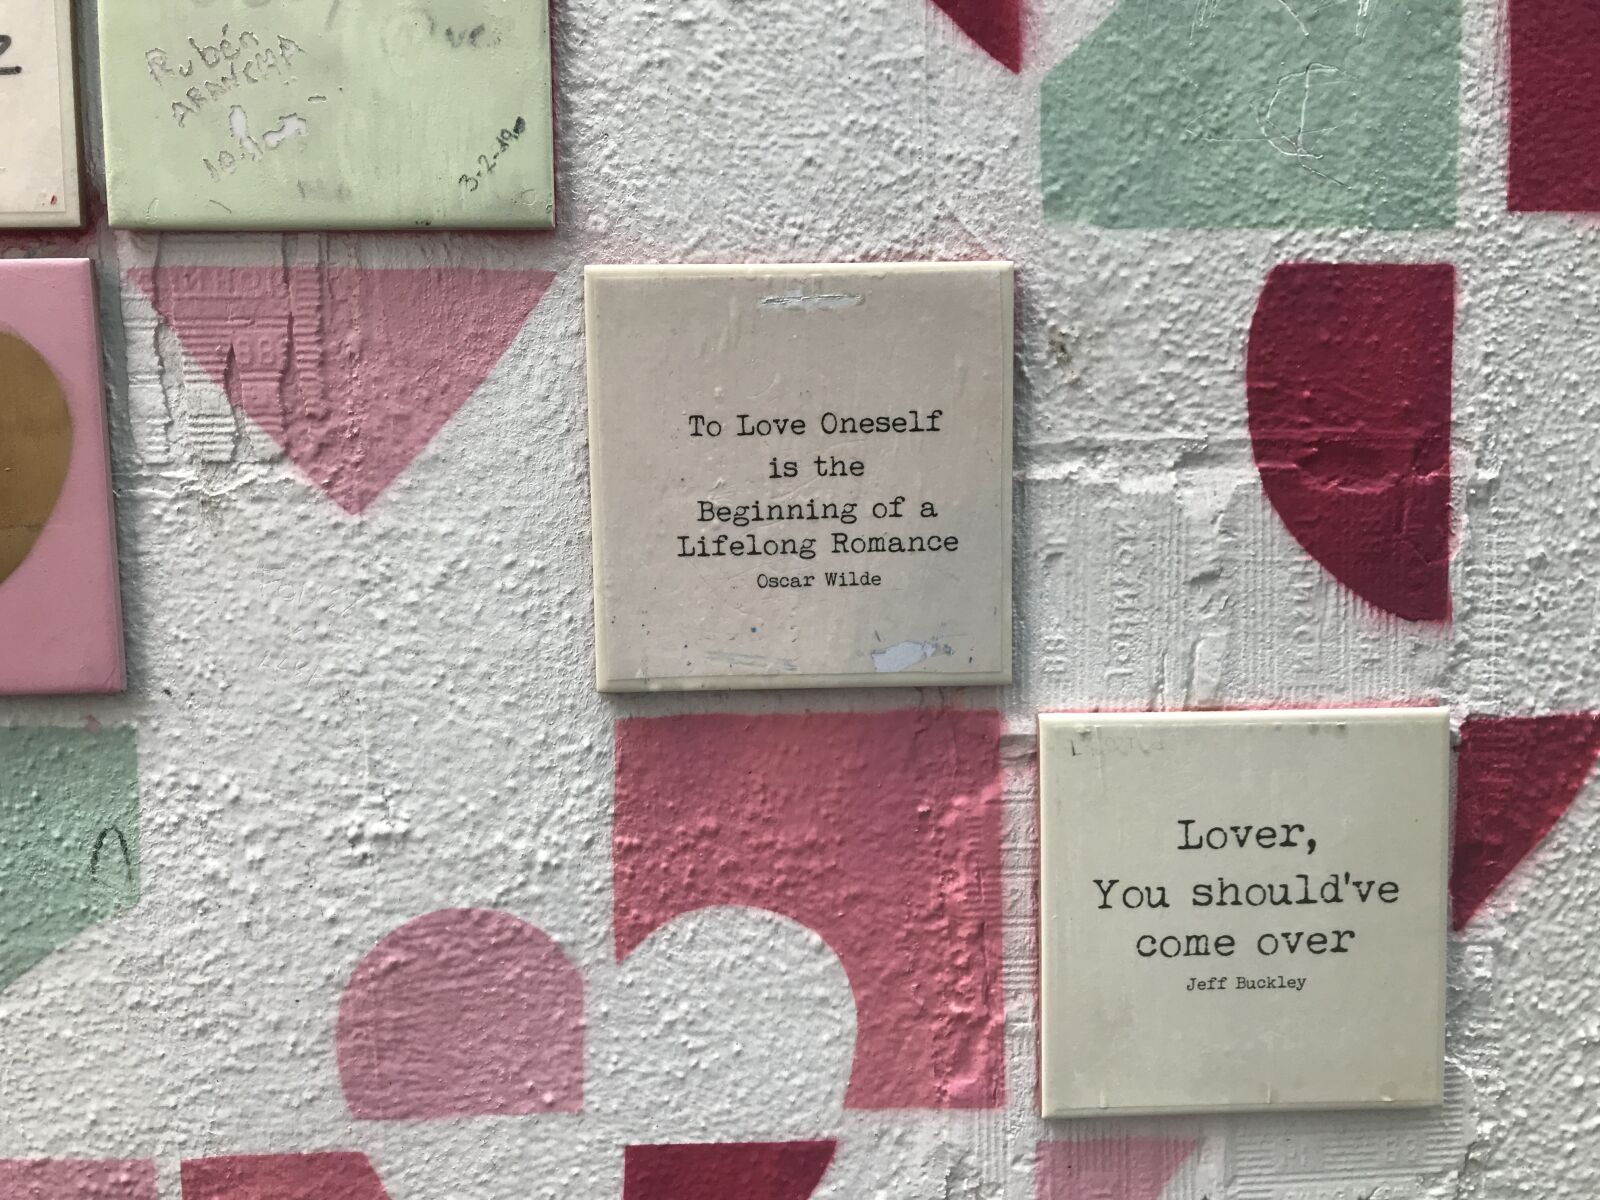 Rubén
ARANCHA
3-2-19
To Love Oneself
is the
Beginning of a
Lifelong Romance
Oscar Wilde
Lover,
You should've
come over
Jeff Buckley